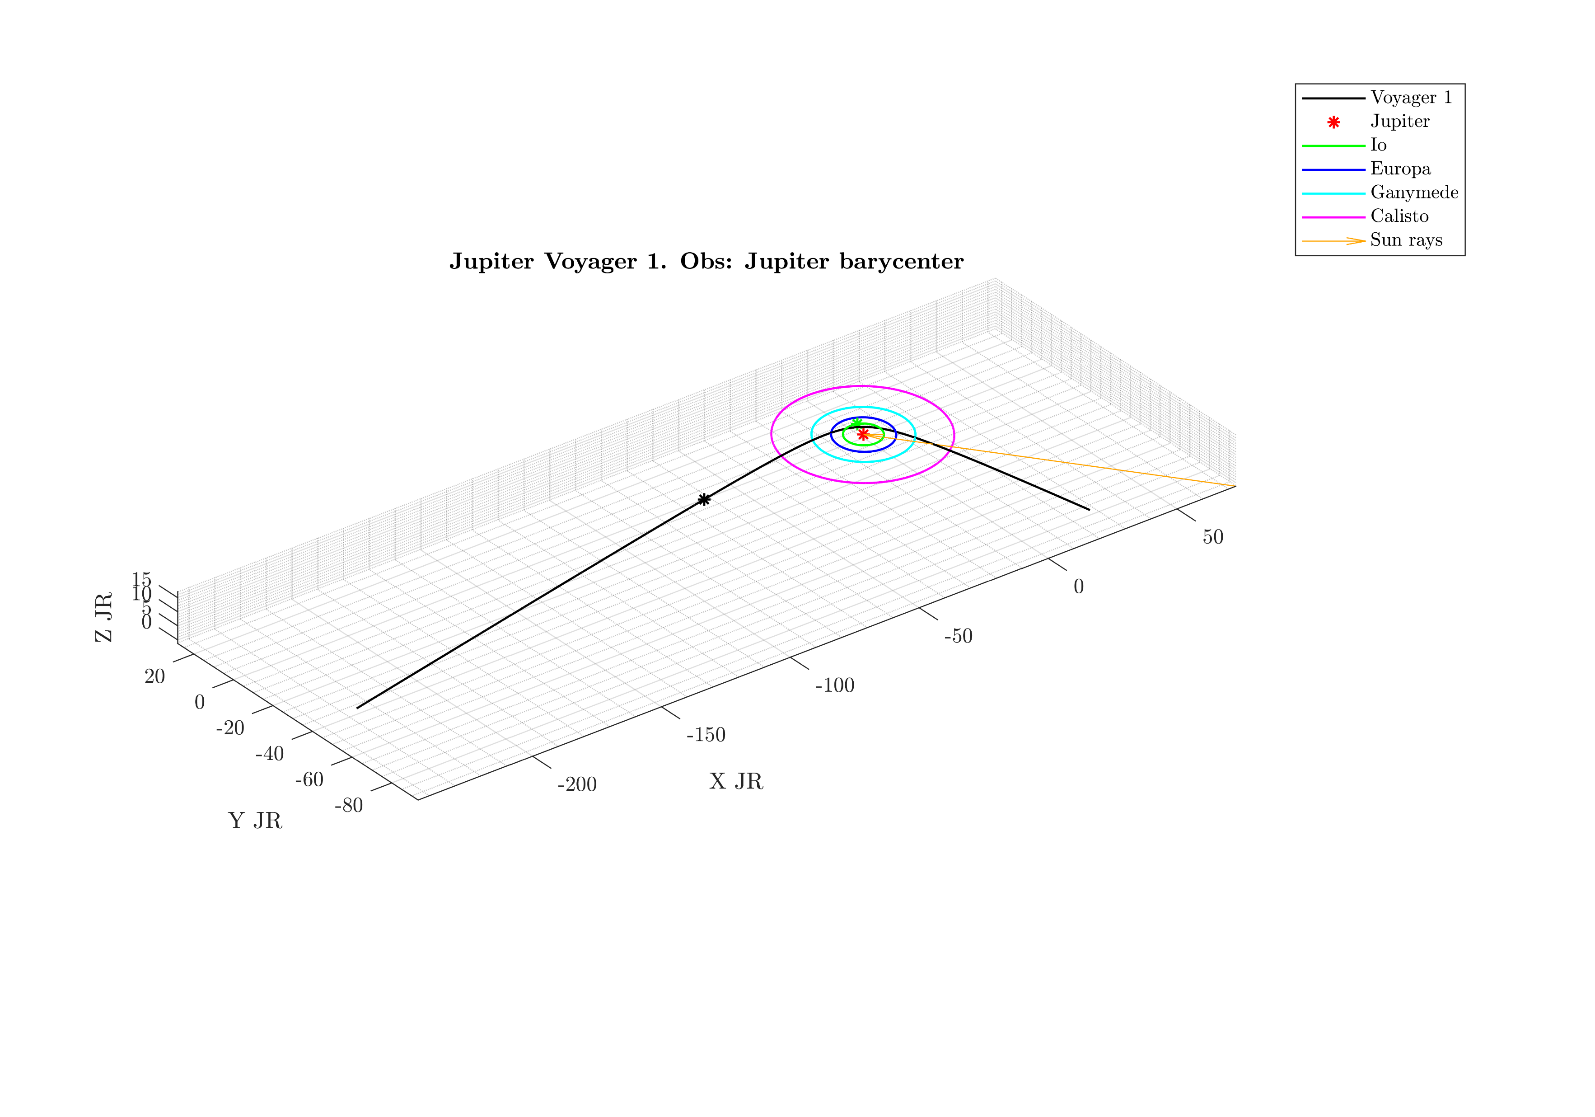 Voyager 1
Jupiter
Io
Europa
Ganymede
Calisto
Sun rays
Jupiter Voyager 1. Obs: Jupiter barycenter
15
10
5
0
Z JR
20
0
-20
-40
-60
-80
Y JR
50
0
-50
-100
-150
-200
X JR